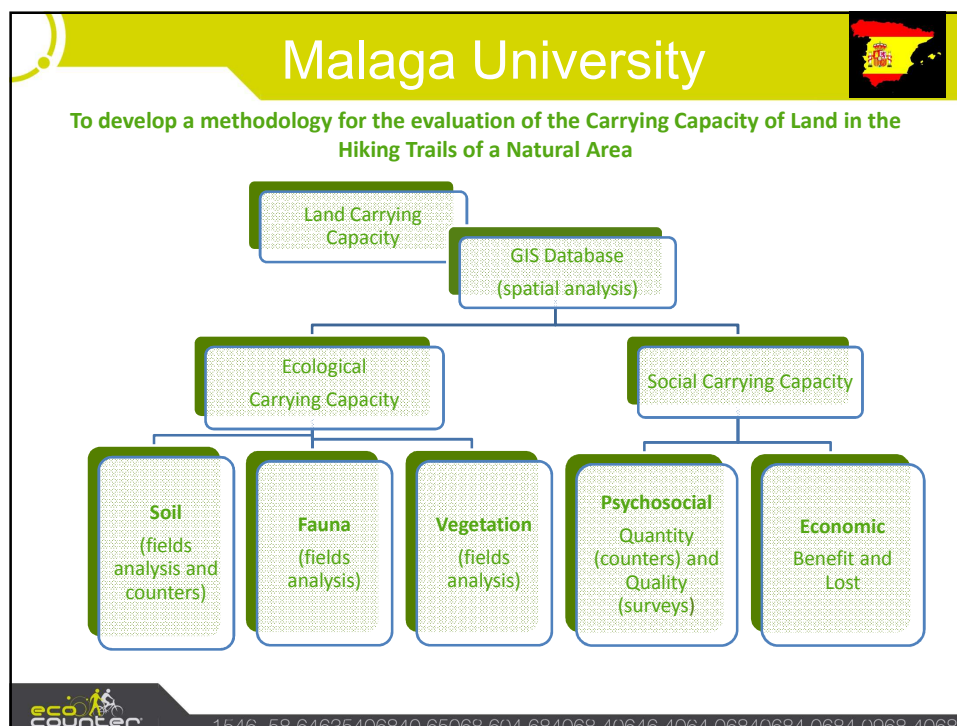 Malaga University
To develop a methodology for the evaluation of the Carrying Capacity of Land in the
Hiking Trails of a Natural Area
Land Carrying
Capacity
GIS Database
(spatial analysis)
Ecological
Carrying Capacity
Social Carrying Capacity
Soil
(fields
analysis and
counters)
Fauna
(fields
analysis)
Vegetation
(fields
analysis)
Psychosocial
Quantity
(counters) and
Quality
(surveys)
Economic
Benefit and
Lost
eco
counter